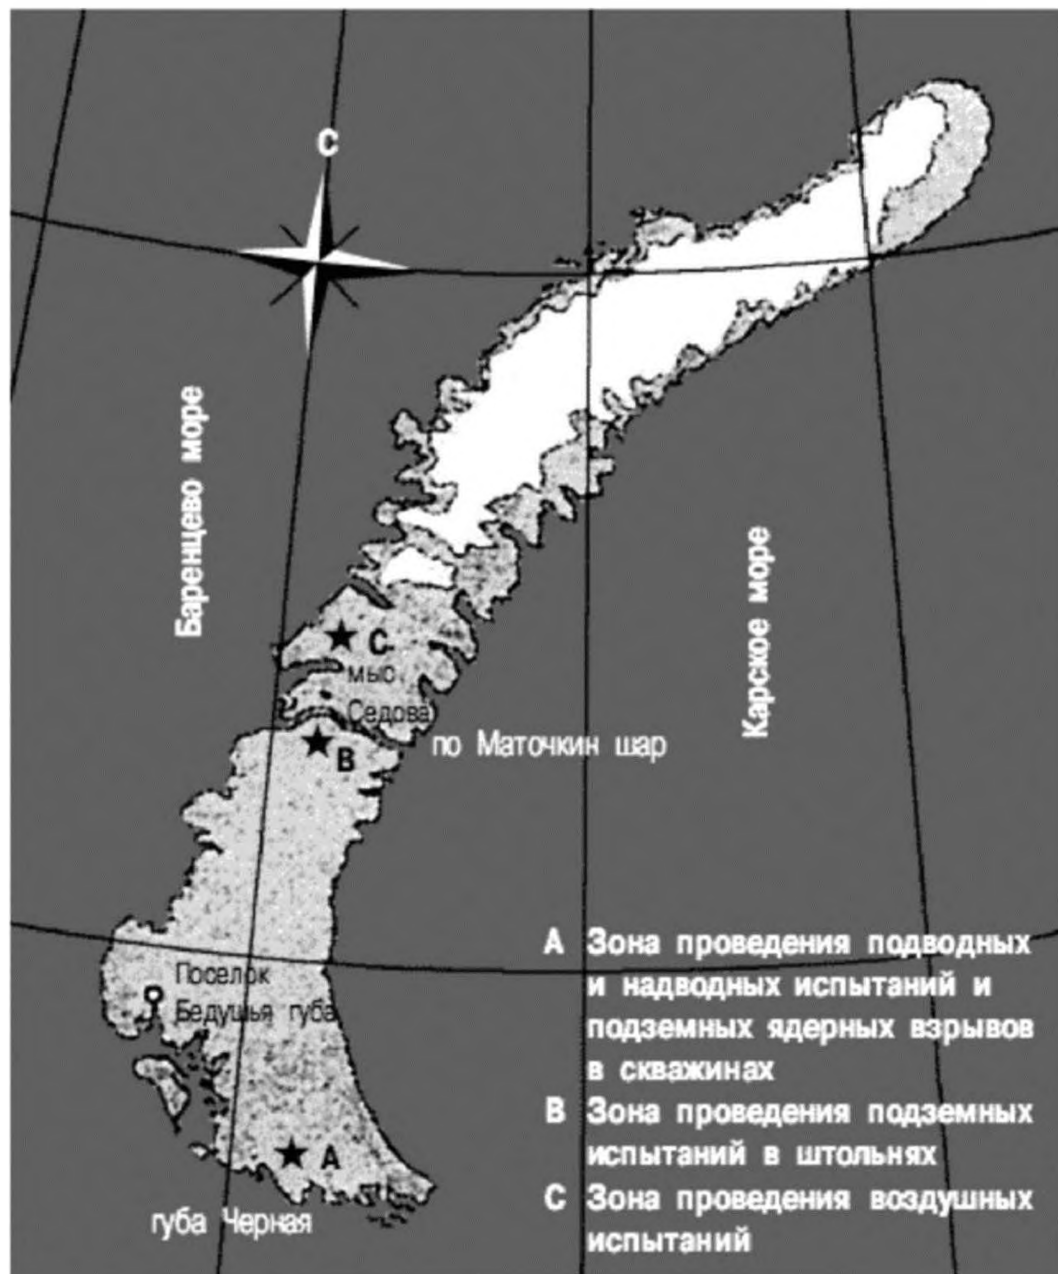 С
Баренцево море
Карское море
С
мыс
Седова
по Маточкин шар
В
Поселок
Бедушья губа
А
губа Черная
А Зона проведения подводных
и надводных испытаний и
подземных ядерных взрывов
в скважинах
В Зона проведения подземных
испытаний в штольнях
С Зона проведения воздушных
испытаний